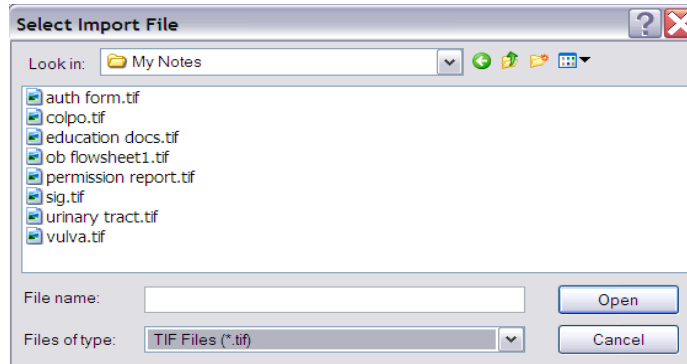 Select Import File
Look in: My Notes
auth form.tif
colpo.tif
education docs.tif
ob flowsheet1.tif
permission report.tif
sig.tif
urinary tract.tif
vulva.tif
File name: Open
Files of type: TIF Files (*.tif) Cancel